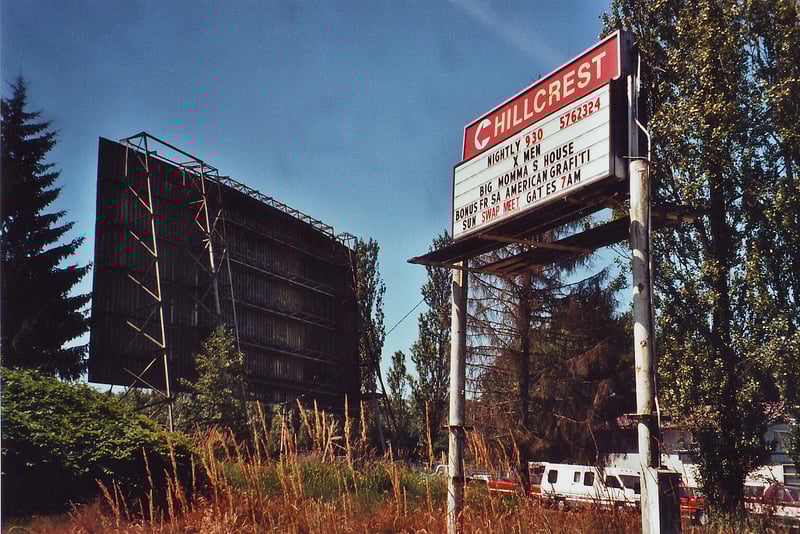 HILLCREST
NIGHTLY 930 5762324
X MEN
BIG MOMMA S HOUSE
BONUS FR SA AMERICAN GRAFITI
SUN SWAP MEET GATES 7AM